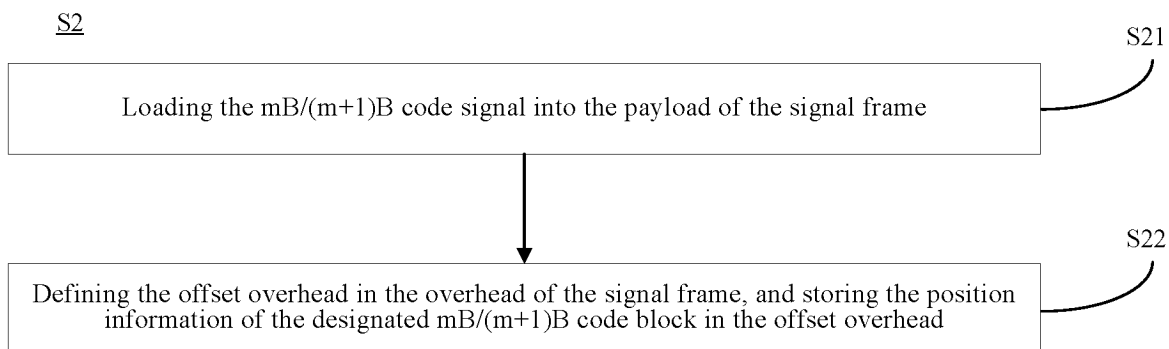 S2
S21
Loading the mB/(m+1)B code signal into the payload of the signal frame
S22
Defining the offset overhead in the overhead of the signal frame, and storing the position
information of the designated mB/(m+1)B code block in the offset overhead